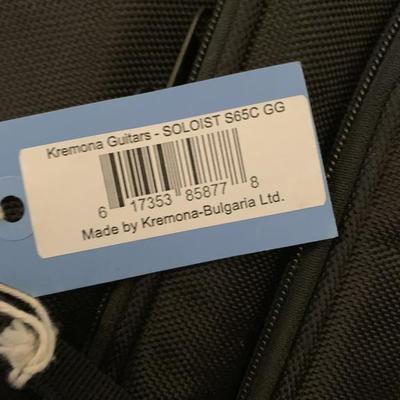 Kremona Guitars - SOLOIST S65C GG
6 17353 85877 8
Made by Kremona-Bulgaria Ltd.